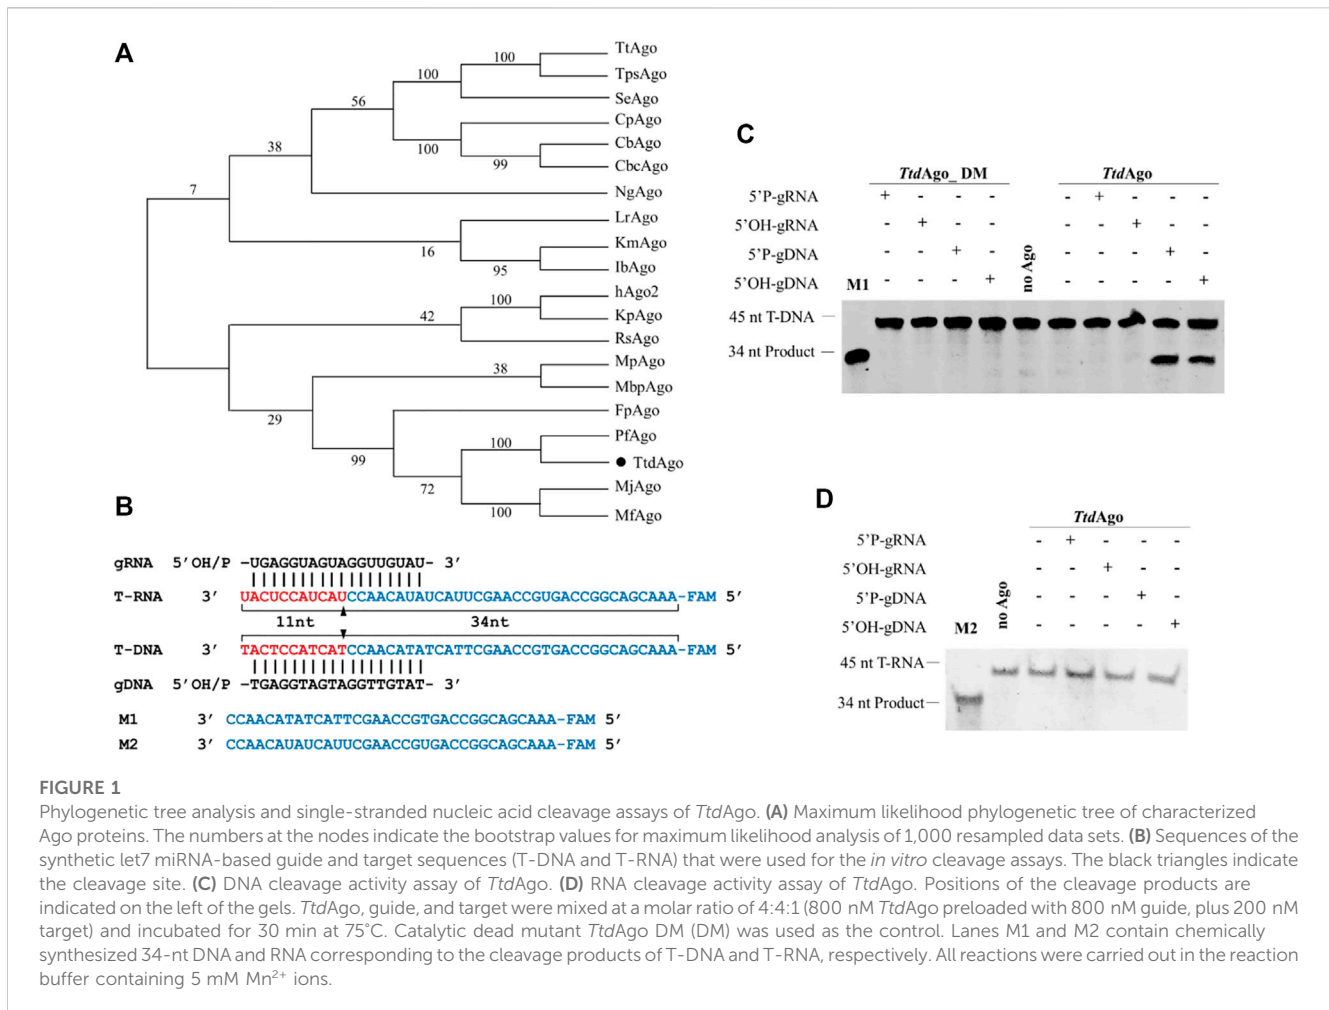 A
TtAgo
100
TpsAgo
100
SeAgo
56
CpAgo
CbAgo
100
99
CbcAgo
38
NgAgo
7
LrAgo
KmAgo
16
95
IbAgo
hAgo2
100
KpAgo
42
RsAgo
MpAgo
38
MbpAgo
FpAgo
29
PfAgo
100
TtdAgo
99
MjAgo
72
100
MfAgo
B
gRNA 5'OH/P -UGAGGUAGUAGGUUGUAU- 3'
T-RNA 3' UACUCCAUCAUCCAACAUAUCAUUCGAACCGUGACCGGCAGCAAA-FAM 5'
11nt 34nt
T-DNA 3' TACTCCATCATCCAACATATCATTCGAACCGTGACCGGCAGCAAA-FAM 5'
gDNA 5'OH/P -TGAGGTAGTAGGTTGTAT- 3'
M1 3' CCAACATATCATTCGAACCGTGACCGGCAGCAAA-FAM 5'
M2 3' CCAACAUAUCAUUCGAACCGUGACCGGCAGCAAA-FAM 5'
C
TtdAgo_DM TtdAgo
5'P-gRNA + - - - - + - - -
5'OH-gRNA - + - - - - + - -
5'P-gDNA - - + - - - - + -
5'OH-gDNA M1 - - - + no Ago - - - - +
45 nt T-DNA
34 nt Product
D
TtdAgo
5'P-gRNA - + - - -
5'OH-gRNA - - + - -
5'P-gDNA - - - + -
5'OH-gDNA M2 no Ago - - - - +
45 nt T-RNA
34 nt Product
FIGURE 1
Phylogenetic tree analysis and single-stranded nucleic acid cleavage assays of TtdAgo. (A) Maximum likelihood phylogenetic tree of characterized
Ago proteins. The numbers at the nodes indicate the bootstrap values for maximum likelihood analysis of 1,000 resampled data sets. (B) Sequences of the
synthetic let7 miRNA-based guide and target sequences (T-DNA and T-RNA) that were used for the in vitro cleavage assays. The black triangles indicate
the cleavage site. (C) DNA cleavage activity assay of TtdAgo. (D) RNA cleavage activity assay of TtdAgo. Positions of the cleavage products are
indicated on the left of the gels. TtdAgo, guide, and target were mixed at a molar ratio of 4:4:1 (800 nM TtdAgo preloaded with 800 nM guide, plus 200 nM
target) and incubated for 30 min at 75°C. Catalytic dead mutant TtdAgo DM (DM) was used as the control. Lanes M1 and M2 contain chemically
synthesized 34-nt DNA and RNA corresponding to the cleavage products of T-DNA and T-RNA, respectively. All reactions were carried out in the reaction
buffer containing 5 mM Mn²⁺ ions.